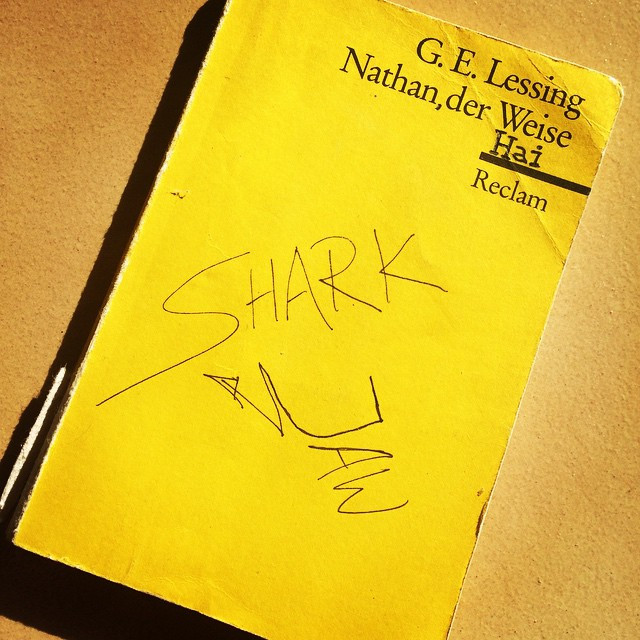 G. E. Lessing
Nathan, der Weise
Hai
Reclam
SHARK